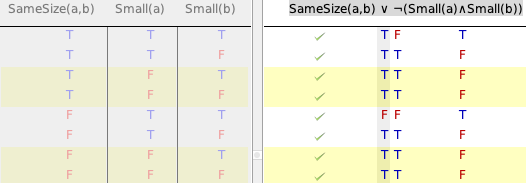 SameSize(a,b) Small(a) Small(b) SameSize(a,b) ∨ ¬(Small(a)∧Small(b))
T T T ✓ T F T
T T F ✓ T T F
T F T ✓ T T F
T F F ✓ T T F
F T T ✓ F F T
F T F ✓ T T F
F F T ✓ T T F
F F F ✓ T T F